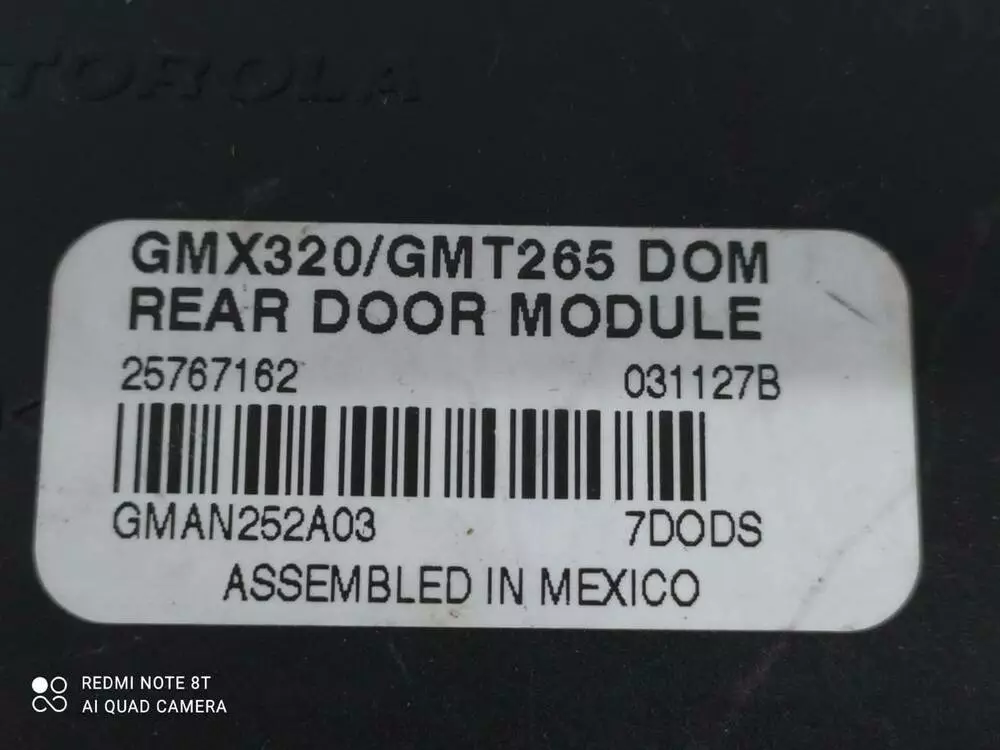 TOROLA
GMX320/GMT265 DOM
REAR DOOR MODULE
25767162 031127B
GMAN252A03 7DODS
ASSEMBLED IN MEXICO
REDMI NOTE 8T
AI QUAD CAMERA